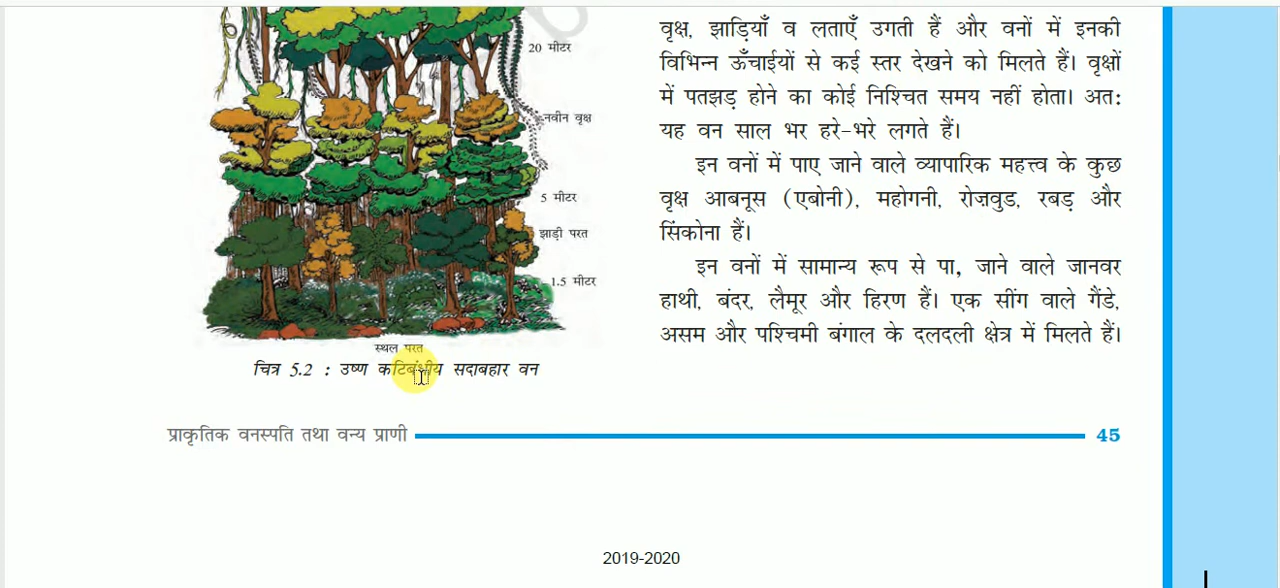 20 मीटर
नवीन वृक्ष
5 मीटर
झाड़ी परत
1.5 मीटर
स्थल परत
चित्र 5.2 : उष्ण कटिबंधीय सदाबहार वन
वृक्ष, झाड़ियाँ व लताएँ उगती हैं और वनों में इनकी
विभिन्न ऊँचाईयों से कई स्तर देखने को मिलते हैं। वृक्षों
में पतझड़ होने का कोई निश्चित समय नहीं होता। अत:
यह वन साल भर हरे-भरे लगते हैं।
इन वनों में पाए जाने वाले व्यापारिक महत्त्व के कुछ
वृक्ष आबनूस (एबोनी), महोगनी, रोज़वुड, रबड़ और
सिंकोना हैं।
इन वनों में सामान्य रूप से पा, जाने वाले जानवर
हाथी, बंदर, लैमूर और हिरण हैं। एक सींग वाले गैंडे,
असम और पश्चिमी बंगाल के दलदली क्षेत्र में मिलते हैं।
प्राकृतिक वनस्पति तथा वन्य प्राणी
45
2019-2020